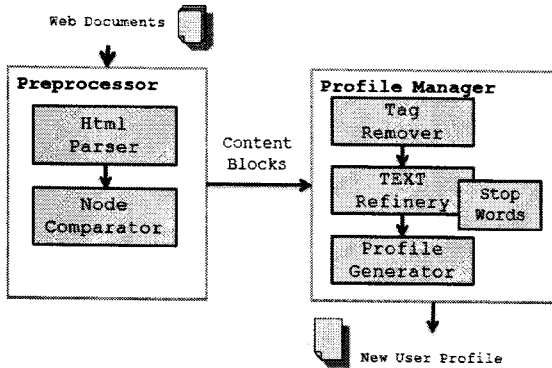 Web Documents
Preprocessor
Html
Parser
Node
Comparator
Content
Blocks
Profile Manager
Tag
Remover
TEXT
Refinery
Stop
Words
Profile
Generator
New User Profile